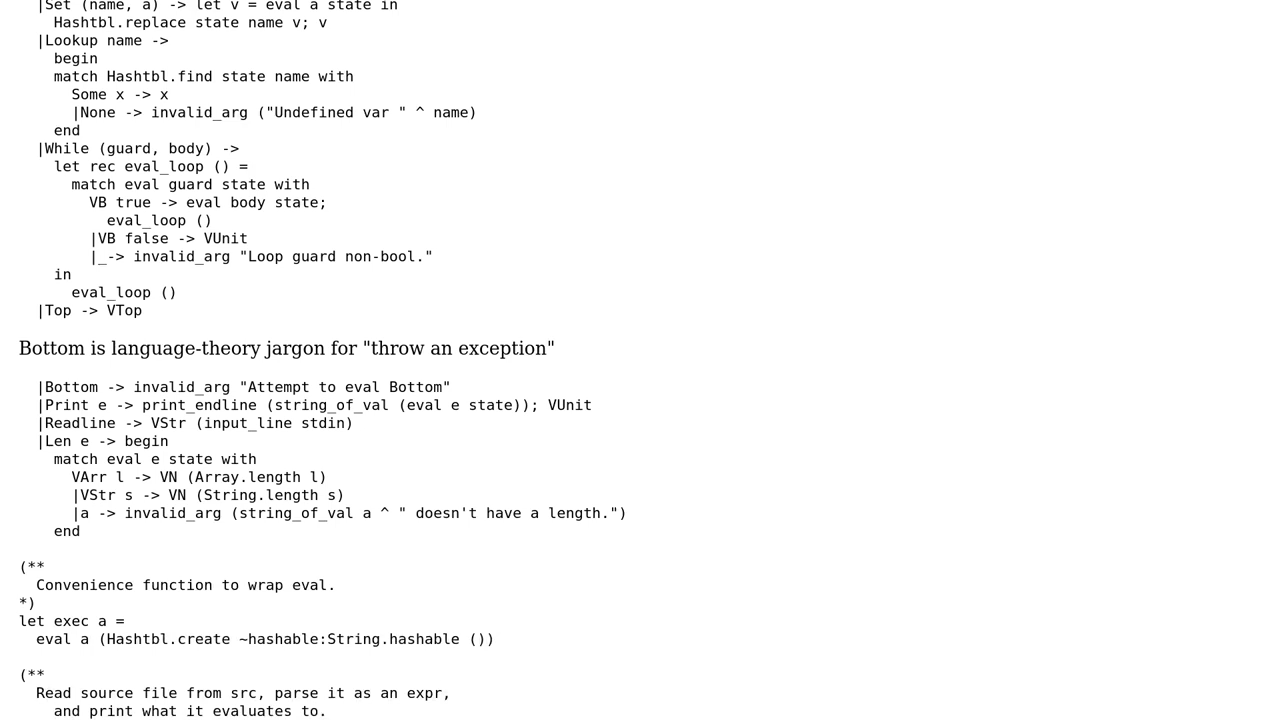 |Set (name, a) -> let v = eval a state in
Hashtbl.replace state name v; v
|Lookup name ->
begin
match Hashtbl.find state name with
Some x -> x
|None -> invalid_arg ("Undefined var " ^ name)
end
|While (guard, body) ->
let rec eval_loop () =
match eval guard state with
VB true -> eval body state;
eval_loop ()
|VB false -> VUnit
|_-> invalid_arg "Loop guard non-bool."
in
eval_loop ()
|Top -> VTop
Bottom is language-theory jargon for "throw an exception"
|Bottom -> invalid_arg "Attempt to eval Bottom"
|Print e -> print_endline (string_of_val (eval e state)); VUnit
|Readline -> VStr (input_line stdin)
|Len e -> begin
match eval e state with
VArr l -> VN (Array.length l)
|VStr s -> VN (String.length s)
|a -> invalid_arg (string_of_val a ^ " doesn't have a length.")
end
(**
Convenience function to wrap eval.
*)
let exec a =
eval a (Hashtbl.create ~hashable:String.hashable ())
(**
Read source file from src, parse it as an expr,
and print what it evaluates to.